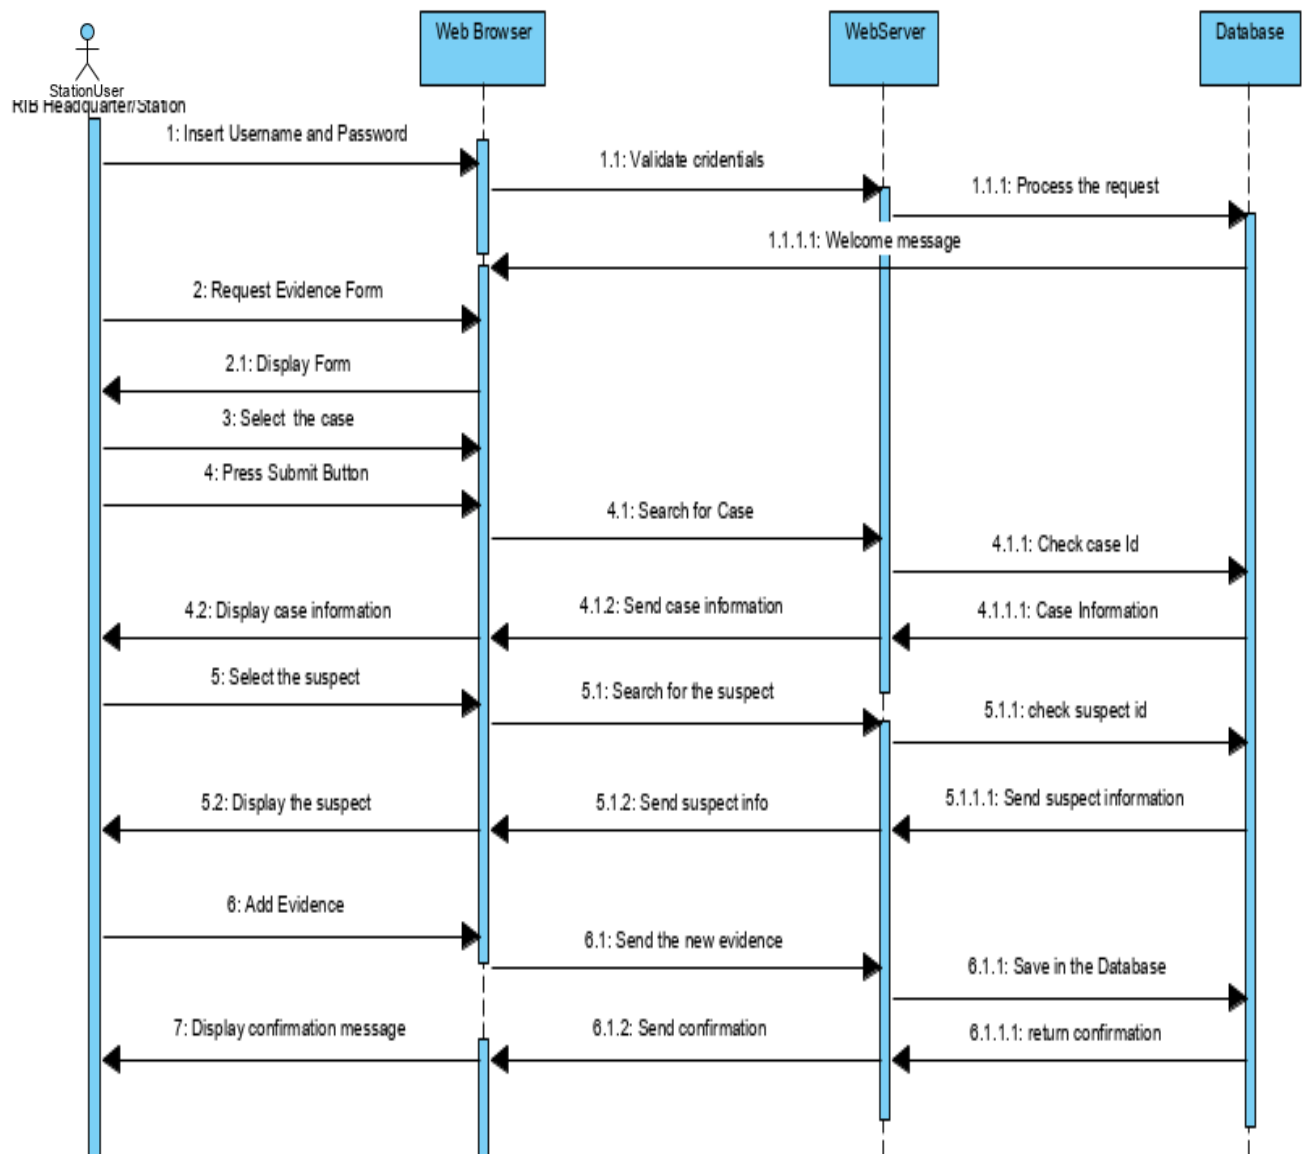 Web Browser
WebServer
Database
StationUser
RIB Headquarter/Station
1: Insert Username and Password
1.1: Validate cridentials
1.1.1: Process the request
1.1.1.1: Welcome message
2: Request Evidence Form
2.1: Display Form
3: Select the case
4: Press Submit Button
4.1: Search for Case
4.1.1: Check case Id
4.2: Display case information
4.1.2: Send case information
4.1.1.1: Case Information
5: Select the suspect
5.1: Search for the suspect
5.1.1: check suspect id
5.2: Display the suspect
5.1.2: Send suspect info
5.1.1.1: Send suspect information
6: Add Evidence
6.1: Send the new evidence
6.1.1: Save in the Database
7: Display confirmation message
6.1.2: Send confirmation
6.1.1.1: return confirmation